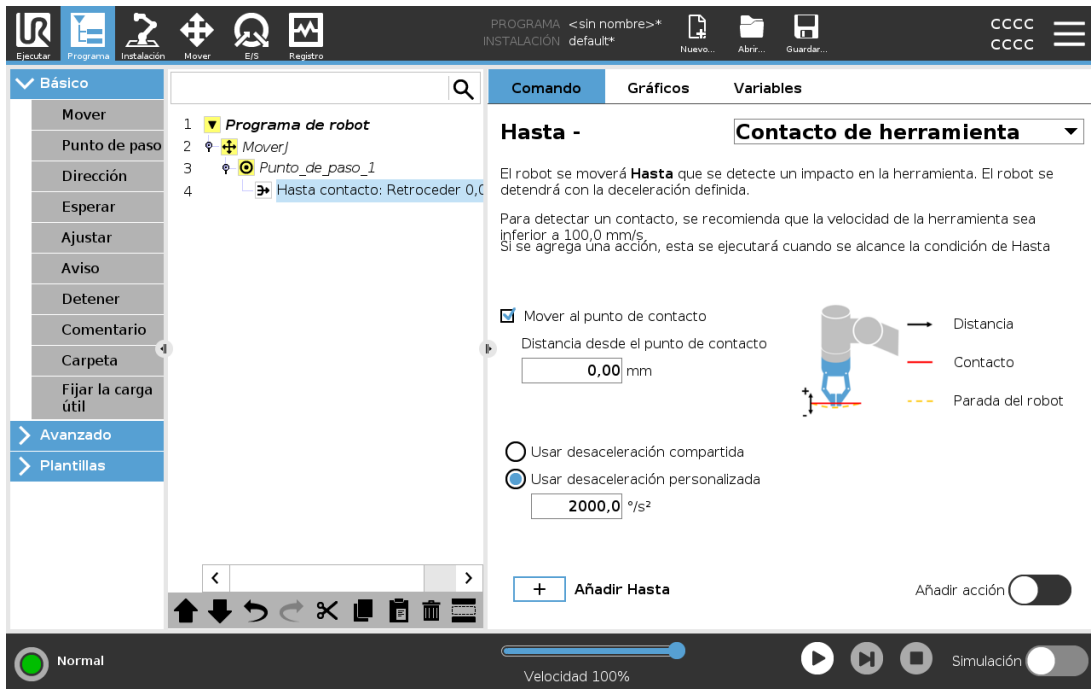 PROGRAMA <sin nombre>*
INSTALACIÓN default*
CCCC
CCCC
Ejecutar Programa Instalación Mover E/S Registro
Nuevo... Abrir... Guardar...
Básico
Mover
Punto de paso
Dirección
Esperar
Ajustar
Aviso
Detener
Comentario
Carpeta
Fijar la carga
útil
Avanzado
Plantillas
1 Programa de robot
2 MoverJ
3 Punto_de_paso_1
4 Hasta contacto: Retroceder 0,0
Comando Gráficos Variables
Hasta - Contacto de herramienta
El robot se moverá Hasta que se detecte un impacto en la herramienta. El robot se
detendrá con la deceleración definida.
Para detectar un contacto, se recomienda que la velocidad de la herramienta sea
inferior a 100,0 mm/s.
Si se agrega una acción, esta se ejecutará cuando se alcance la condición de Hasta
Mover al punto de contacto
Distancia desde el punto de contacto
0,00 mm
+
-
Distancia
Contacto
Parada del robot
Usar desaceleración compartida
Usar desaceleración personalizada
2000,0 °/s²
+ Añadir Hasta
Añadir acción
Normal
Velocidad 100%
Simulación